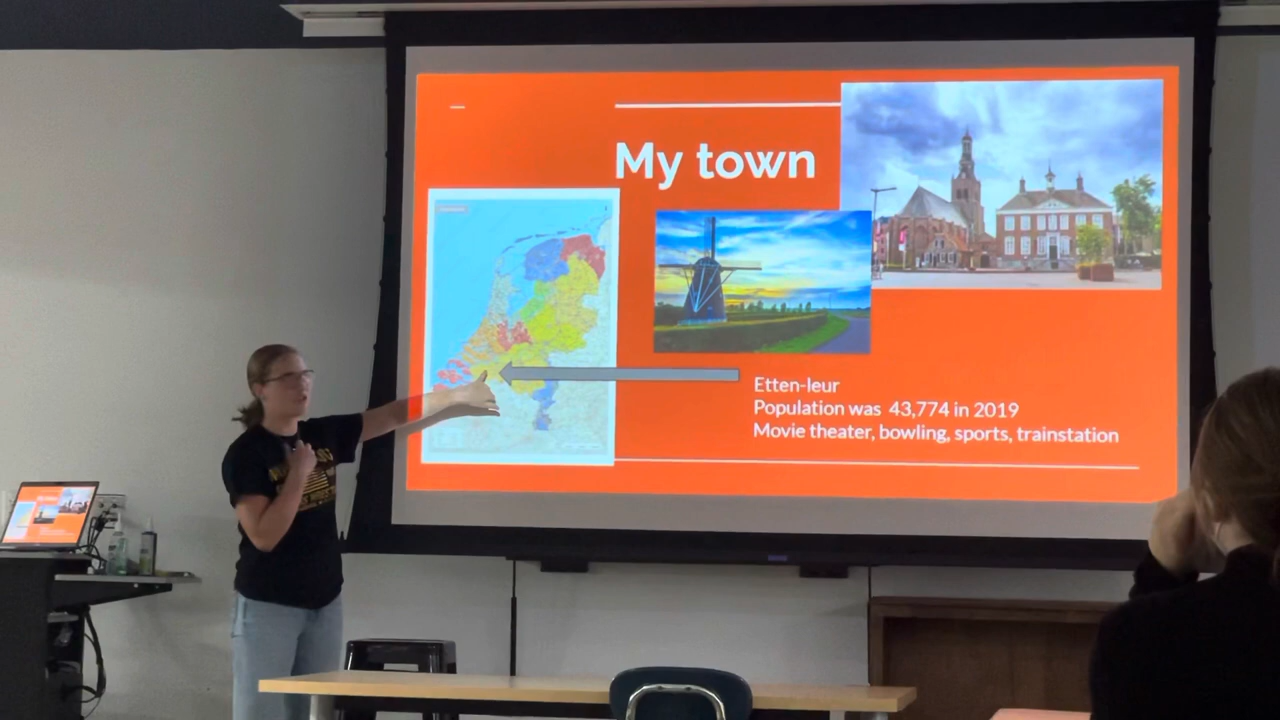 My town
Etten-leur
Population was 43,774 in 2019
Movie theater, bowling, sports, trainstation